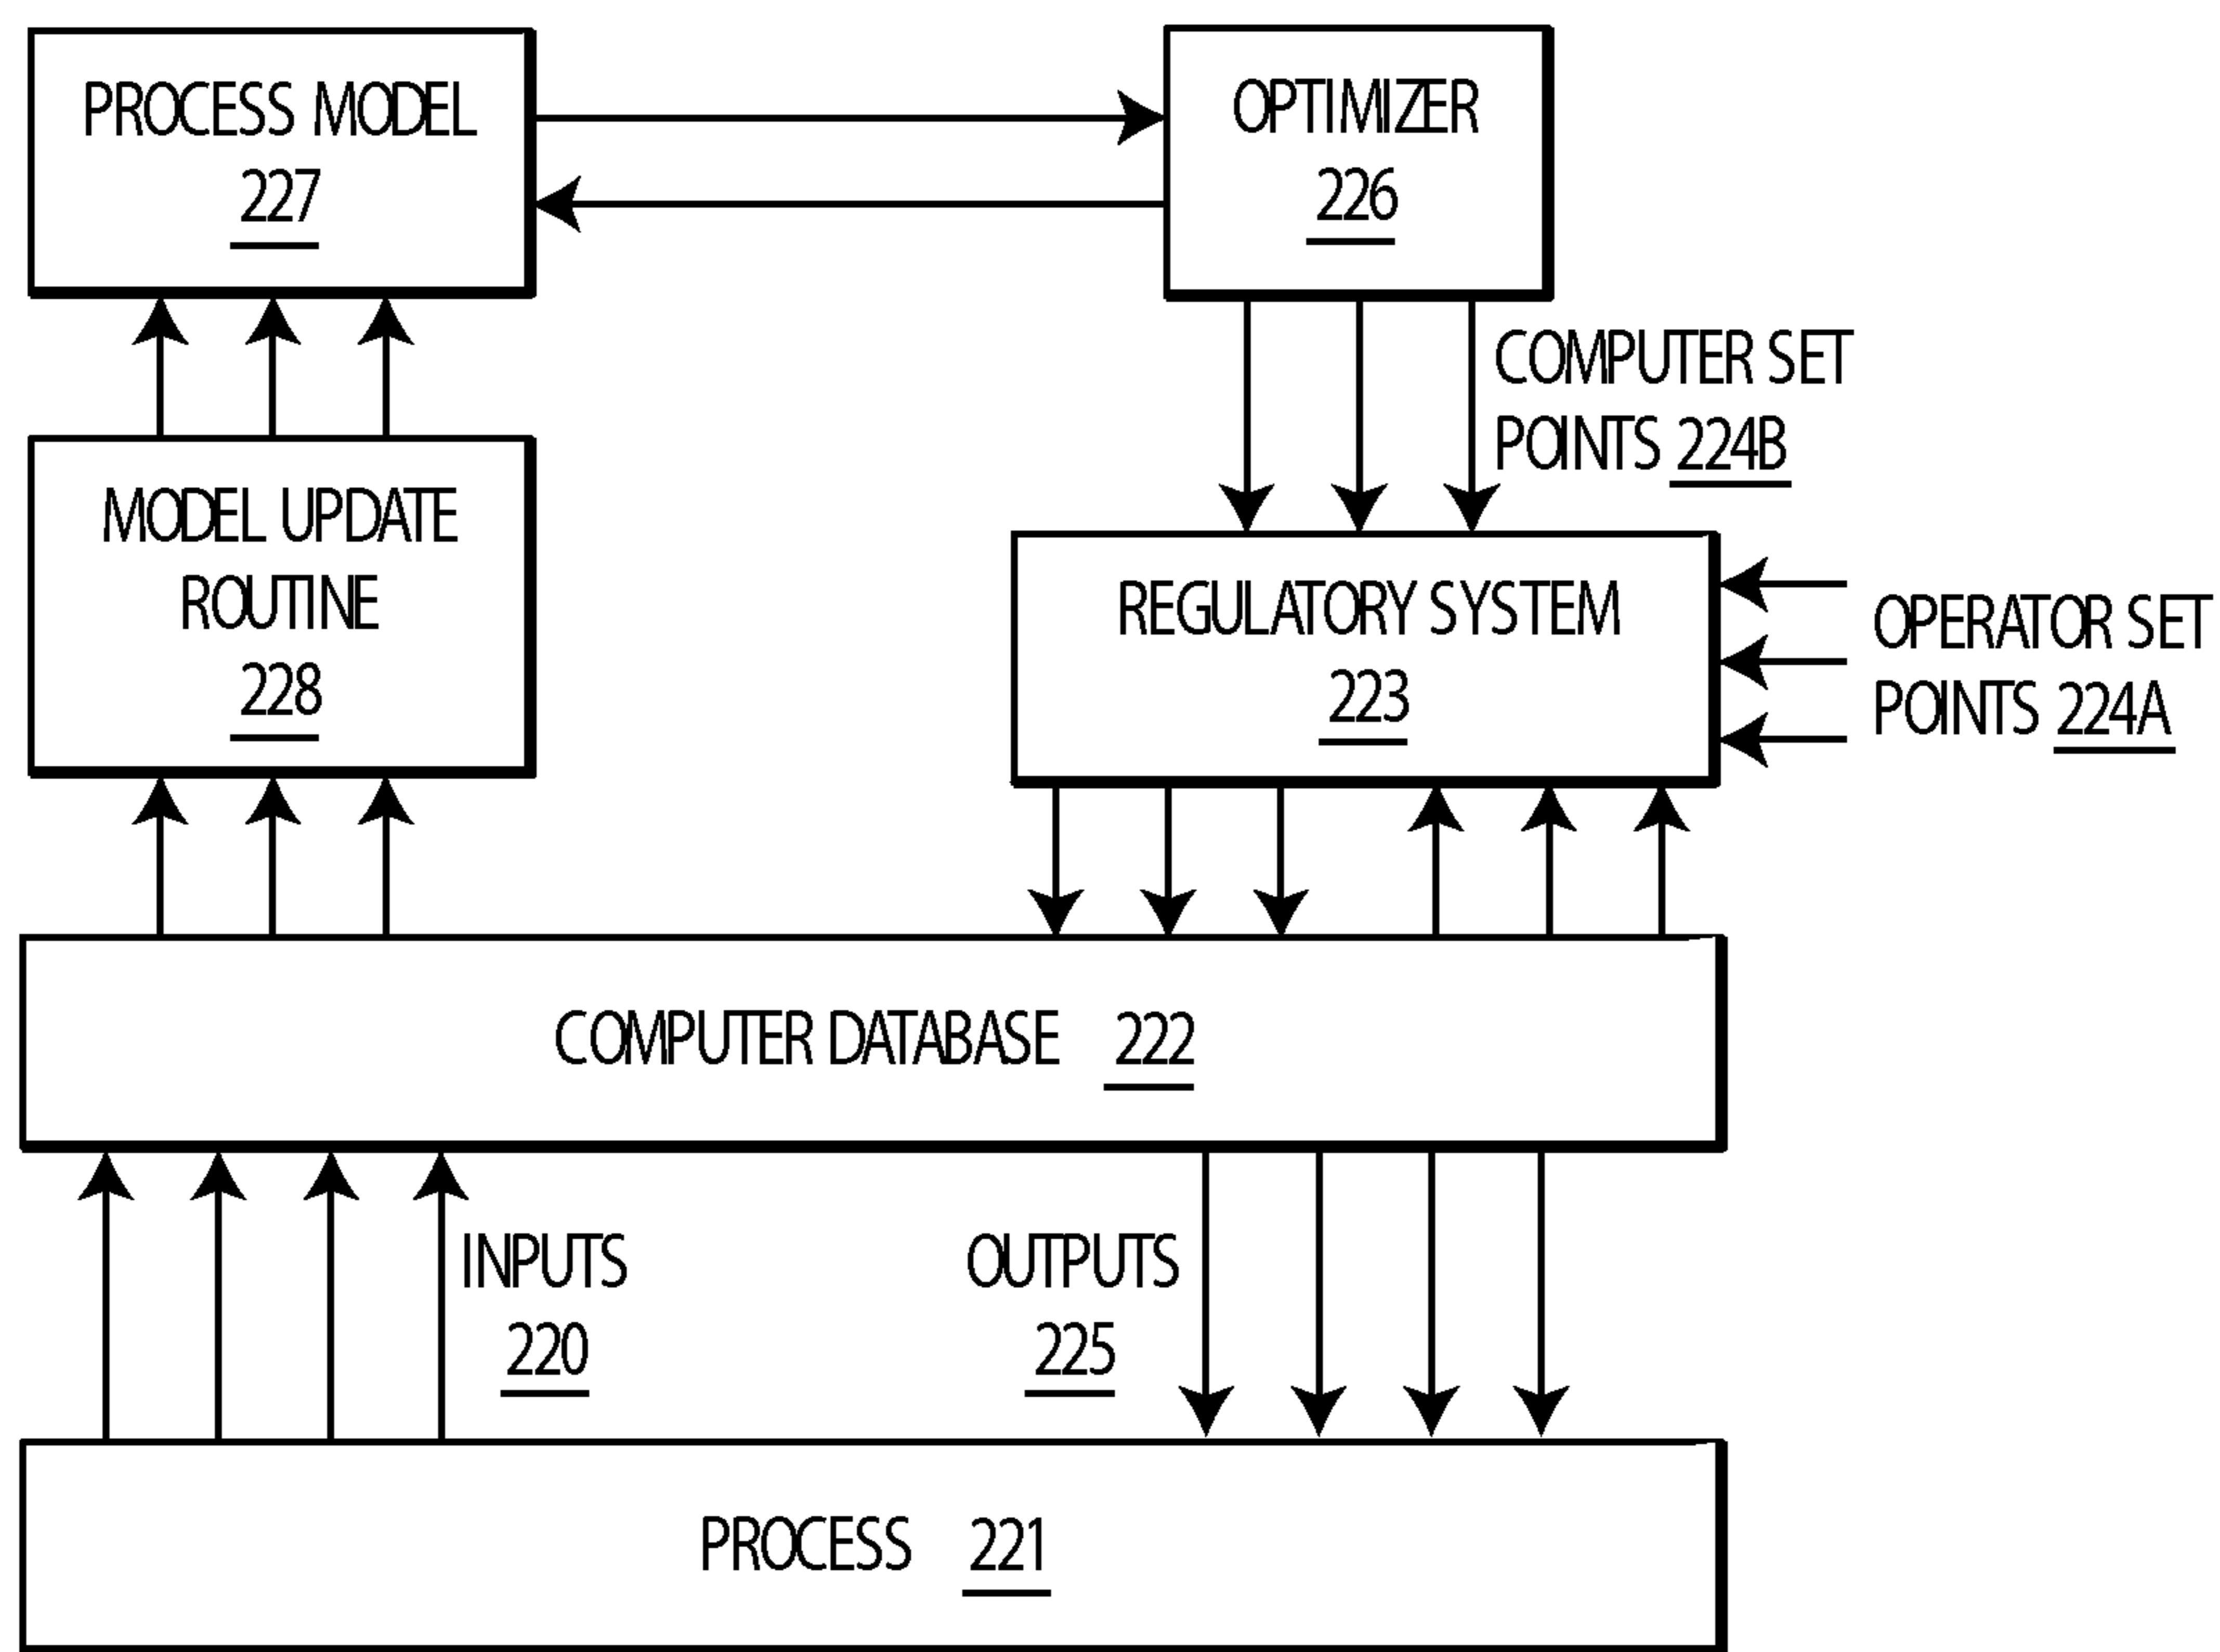 PROCESS MODEL
227
OPTIMIZER
226
COMPUTER SET
POINTS 224B
MODEL UPDATE
ROUTINE
228
REGULATORY SYSTEM
223
OPERATOR SET
POINTS 224A
COMPUTER DATABASE 222
INPUTS
220
OUTPUTS
225
PROCESS 221